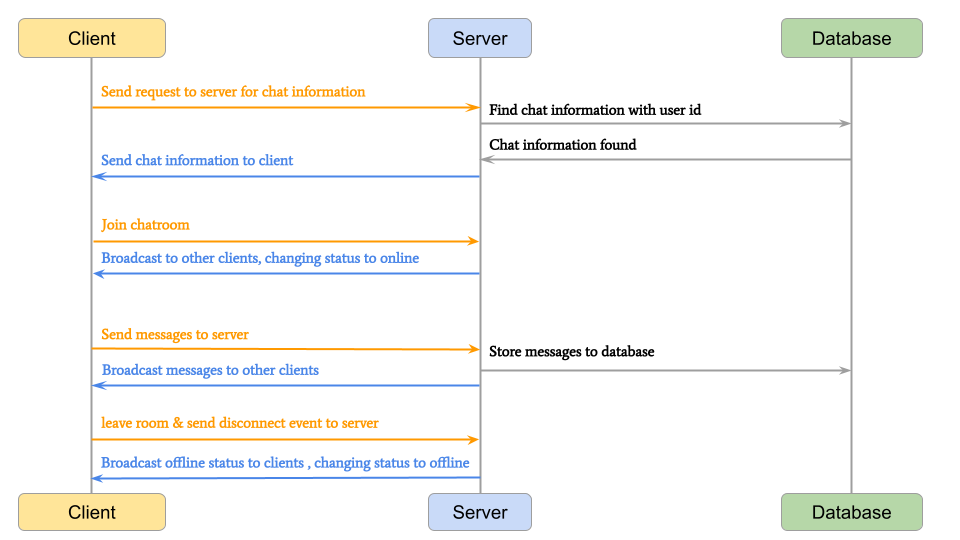 Client
Server
Database
Send request to server for chat information
Find chat information with user id
Chat information found
Send chat information to client
Join chatroom
Broadcast to other clients, changing status to online
Send messages to server
Store messages to database
Broadcast messages to other clients
leave room & send disconnect event to server
Broadcast offline status to clients , changing status to offline
Client
Server
Database